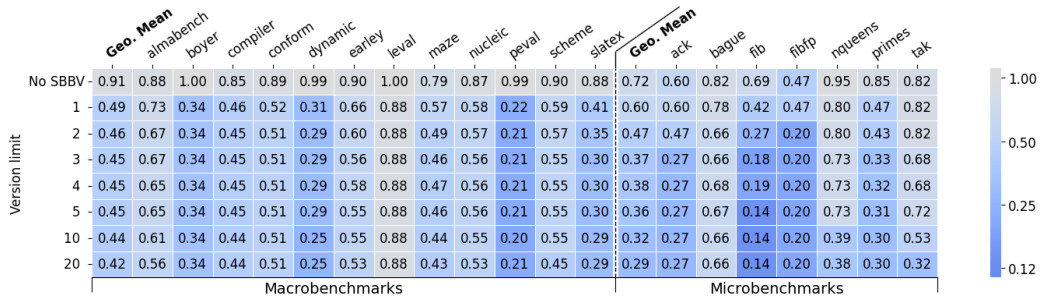 Geo. Mean almabench boyer compiler conform dynamic earley leval maze nucleic peval scheme slatex Geo. Mean ack bague fib fibfp nqueens primes tak
No SBBV 0.91 0.88 1.00 0.85 0.89 0.99 0.90 1.00 0.79 0.87 0.99 0.90 0.88 0.72 0.60 0.82 0.69 0.47 0.95 0.85 0.82
1 0.49 0.73 0.34 0.46 0.52 0.31 0.66 0.88 0.57 0.58 0.22 0.59 0.41 0.60 0.60 0.78 0.42 0.47 0.80 0.47 0.82
2 0.46 0.67 0.34 0.45 0.51 0.29 0.60 0.88 0.49 0.57 0.21 0.57 0.35 0.47 0.47 0.66 0.27 0.20 0.80 0.43 0.82
3 0.45 0.67 0.34 0.45 0.51 0.29 0.56 0.88 0.46 0.56 0.21 0.55 0.30 0.37 0.27 0.66 0.18 0.20 0.73 0.33 0.68
4 0.45 0.65 0.34 0.45 0.51 0.29 0.58 0.88 0.47 0.56 0.21 0.55 0.30 0.38 0.27 0.68 0.19 0.20 0.73 0.32 0.68
5 0.45 0.65 0.34 0.45 0.51 0.29 0.55 0.88 0.46 0.56 0.21 0.55 0.30 0.36 0.27 0.67 0.14 0.20 0.73 0.31 0.72
10 0.44 0.61 0.34 0.44 0.51 0.25 0.55 0.88 0.44 0.55 0.20 0.55 0.29 0.32 0.27 0.66 0.14 0.20 0.39 0.30 0.53
20 0.42 0.56 0.34 0.44 0.51 0.25 0.53 0.88 0.43 0.53 0.21 0.45 0.29 0.29 0.27 0.66 0.14 0.20 0.38 0.30 0.32
Version limit
Macrobenchmarks Microbenchmarks
1.00
0.50
0.25
0.12